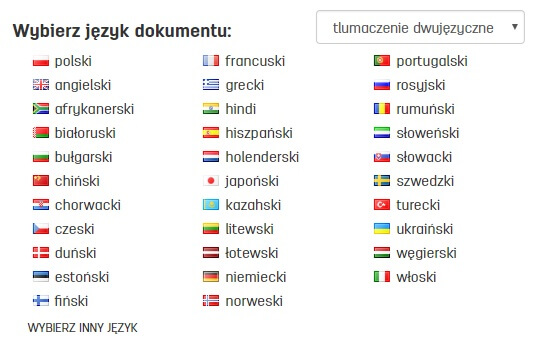 Wybierz język dokumentu:
tlumaczenie dwujęzyczne
polski
angielski
afrykanerski
białoruski
bułgarski
chiński
chorwacki
czeski
duński
estoński
fiński
francuski
grecki
hindi
hiszpański
holenderski
japoński
kazahski
litewski
łotewski
niemiecki
norweski
portugalski
rosyjski
rumuński
słoweński
słowacki
szwedzki
turecki
ukraiński
węgierski
włoski
WYBIERZ INNY JĘZYK